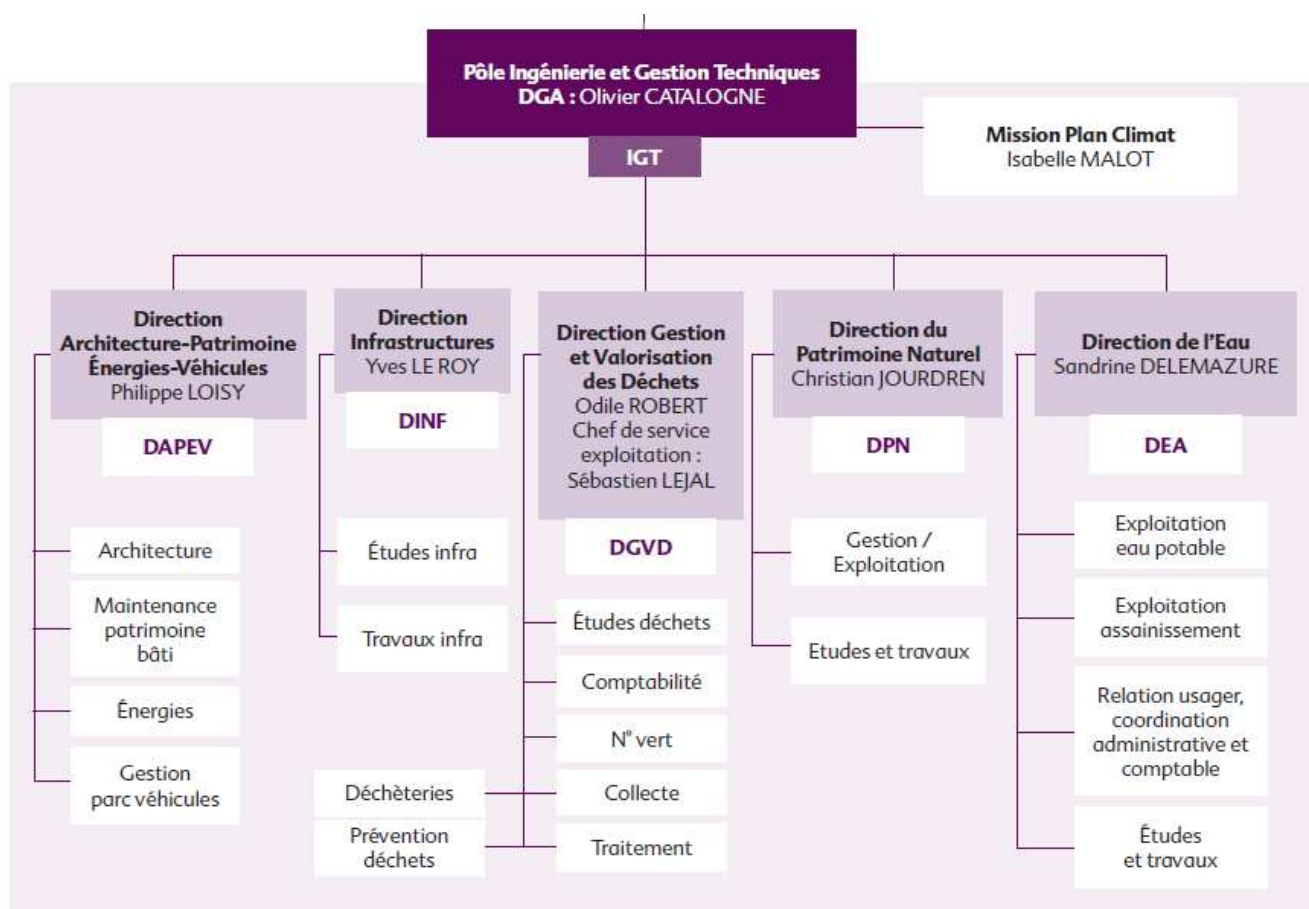 Pôle Ingénierie et Gestion Techniques
DGA : Olivier CATALOGNE
IGT
Mission Plan Climat
Isabelle MALOT
Direction
Architecture-Patrimoine
Énergies-Véhicules
Philippe LOISY
DAPEV
Architecture
Maintenance
patrimoine
bâti
Énergies
Gestion
parc véhicules
Direction
Infrastructures
Yves LE ROY
DINF
Études infra
Travaux infra
Direction Gestion
et Valorisation
des Déchets
Odile ROBERT
Chef de service
exploitation :
Sébastien LEJAL
DGVD
Études déchets
Comptabilité
N° vert
Déchèteries
Collecte
Prévention
déchets
Traitement
Direction du
Patrimoine Naturel
Christian JOURDREN
DPN
Gestion /
Exploitation
Etudes et travaux
Direction de l'Eau
Sandrine DELEMAZURE
DEA
Exploitation
eau potable
Exploitation
assainissement
Relation usager,
coordination
administrative et
comptable
Études
et travaux